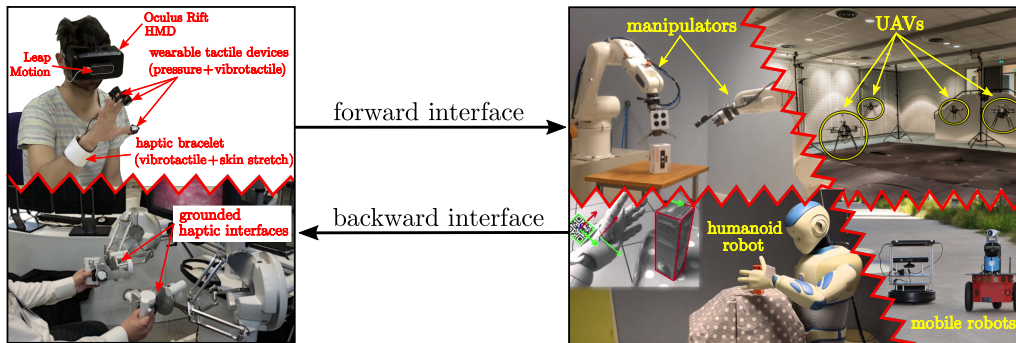 Oculus Rift
HMD
Leap
Motion
wearable tactile devices
(pressure+vibrotactile)
haptic bracelet
(vibrotactile+skin stretch)
grounded
haptic interfaces
forward interface
backward interface
manipulators
UAVs
humanoid
robot
mobile robots